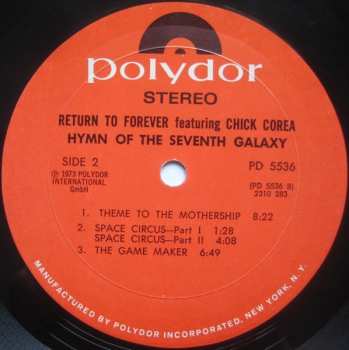 polydor
STEREO
RETURN TO FOREVER featuring CHICK COREA
HYMN OF THE SEVENTH GALAXY
SIDE 2
PD 5536
℗ 1973 POLYDOR
INTERNATIONAL
GmbH
(PD 5536 B)
2310 283
1. THEME TO THE MOTHERSHIP 8:22
2. SPACE CIRCUS—Part I 1:28
SPACE CIRCUS—Part II 4:08
3. THE GAME MAKER 6:49
MANUFACTURED BY POLYDOR INCORPORATED, NEW YORK, N.Y.